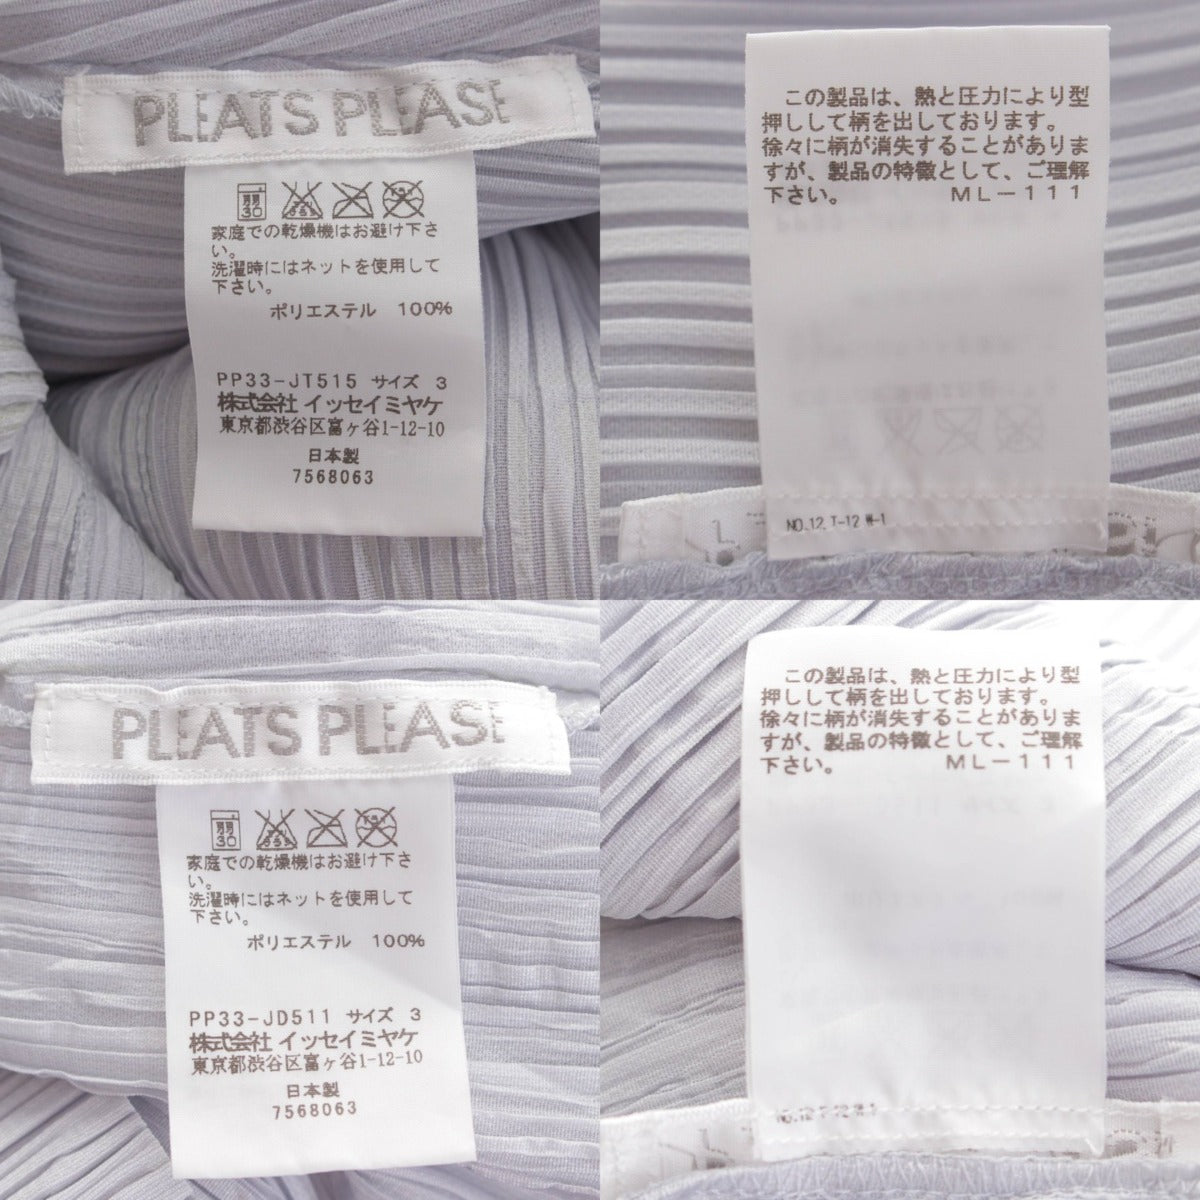 PLEATS PLEASE
30
家庭での乾燥機はお避け下さ
い。
洗濯時にはネットを使用して
下さい。
ポリエステル 100%
PP33-JT515 サイズ 3
株式会社 イッセイミヤケ
東京都渋谷区富ヶ谷1-12-10
日本製
7568063
この製品は、熱と圧力により型
押しして柄を出しております。
徐々に柄が消失することがありま
すが、製品の特徴として、ご理解
下さい。 ML-111
NO.12 T-12 W-1
PLEATS PLEASE
30
家庭での乾燥機はお避け下さ
い。
洗濯時にはネットを使用して
下さい。
ポリエステル 100%
PP33-JD511 サイズ 3
株式会社 イッセイミヤケ
東京都渋谷区富ヶ谷1-12-10
日本製
7568063
この製品は、熱と圧力により型
押しして柄を出しております。
徐々に柄が消失することがありま
すが、製品の特徴として、ご理解
下さい。 ML-111
NO.12 T-12 W-1